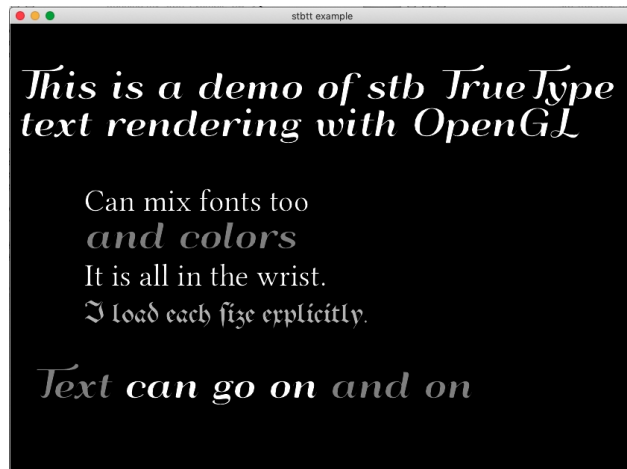 stbtt example
This is a demo of stb TrueType
text rendering with OpenGL
Can mix fonts too
and colors
It is all in the wrist.
I load each ſize explicitly.
Text can go on and on